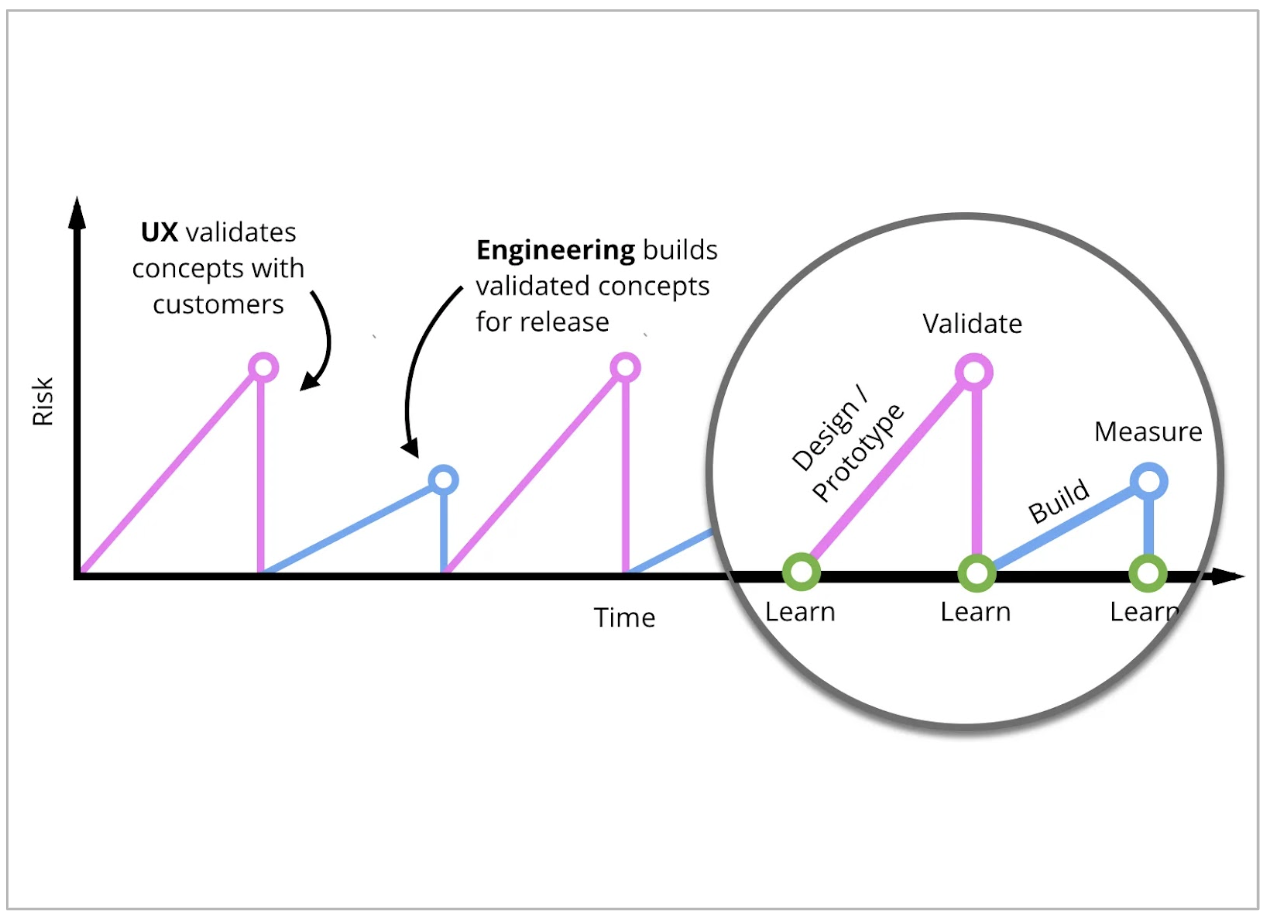 UX validates
concepts with
customers
Engineering builds
validated concepts
for release
Risk
Time
Validate
Design /
Prototype
Measure
Build
Learn
Learn
Learn